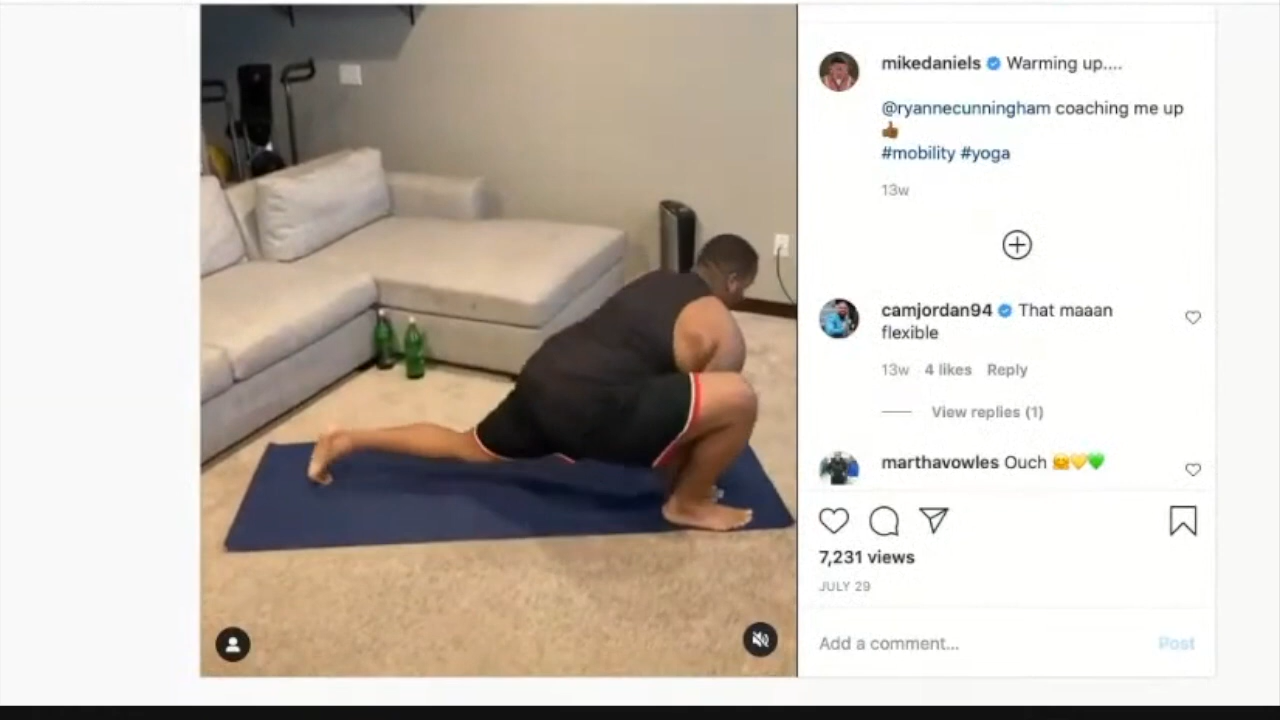 mikedaniels Warming up....
@ryannecunningham coaching me up
👍🏾
#mobility #yoga
13w
camjordan94 That maaan
flexible
13w 4 likes Reply
View replies (1)
marthavowles Ouch 🤗💛💚
7,231 views
JULY 29
Add a comment... Post